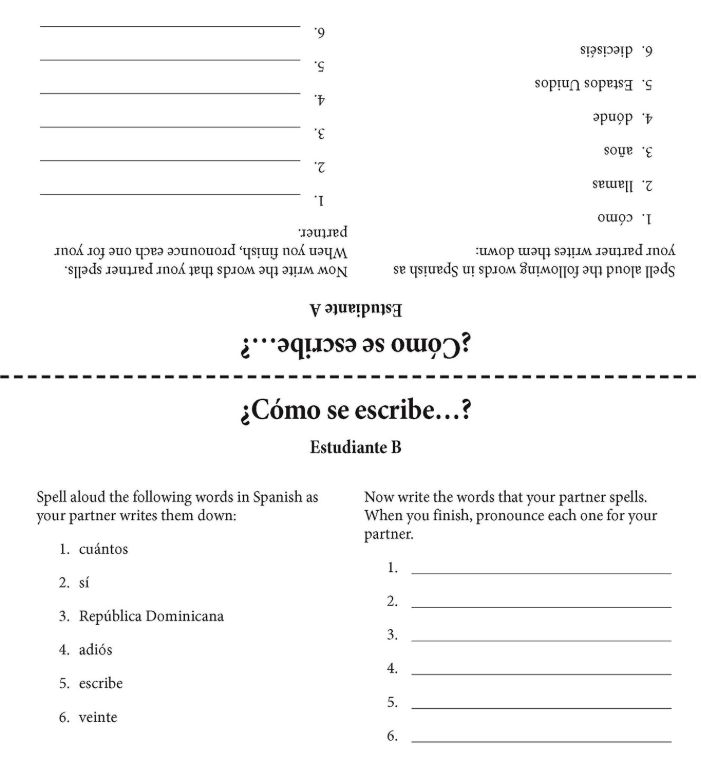 ¿Cómo se escribe…?
Estudiante A
Spell aloud the following words in Spanish as
your partner writes them down:
1. cómo
2. llamas
3. años
4. dónde
5. Estados Unidos
6. dieciséis
Now write the words that your partner spells.
When you finish, pronounce each one for your
partner.
1.
2.
3.
4.
5.
6.
¿Cómo se escribe…?
Estudiante B
Spell aloud the following words in Spanish as
your partner writes them down:
1. cuántos
2. sí
3. República Dominicana
4. adiós
5. escribe
6. veinte
Now write the words that your partner spells.
When you finish, pronounce each one for your
partner.
1.
2.
3.
4.
5.
6.